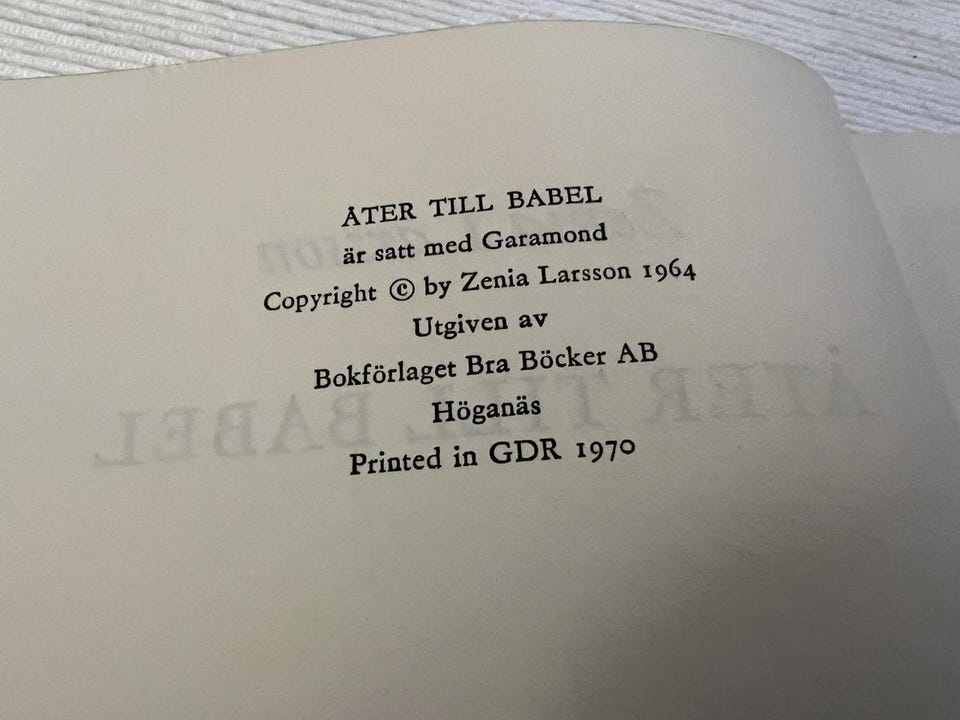 ÅTER TILL BABEL
är satt med Garamond
Copyright © by Zenia Larsson 1964
Utgiven av
Bokförlaget Bra Böcker AB
Höganäs
Printed in GDR 1970